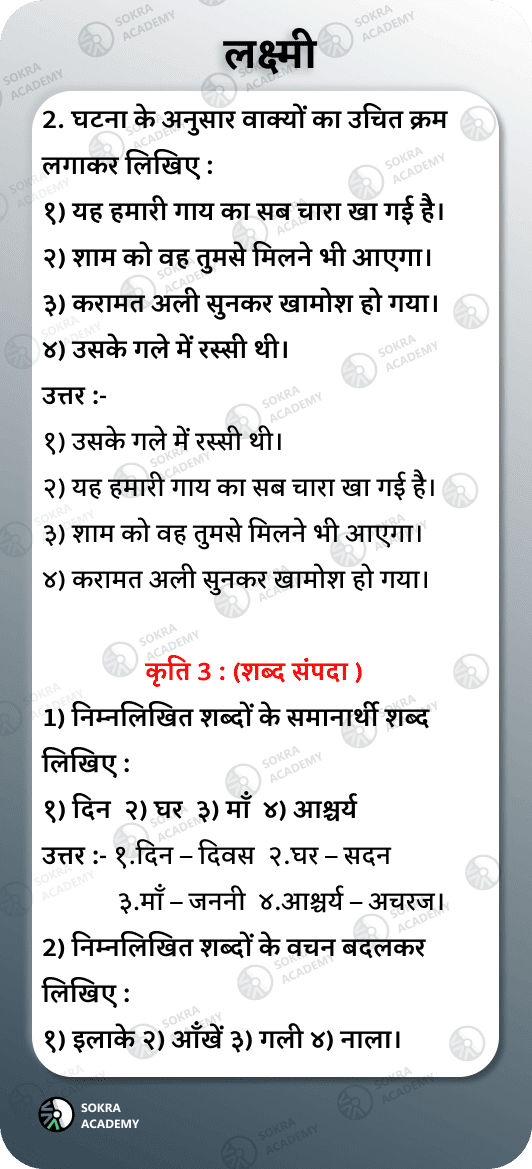 लक्ष्मी
2. घटना के अनुसार वाक्यों का उचित क्रम
लगाकर लिखिए :
१) यह हमारी गाय का सब चारा खा गई है।
२) शाम को वह तुमसे मिलने भी आएगा।
३) करामत अली सुनकर खामोश हो गया।
४) उसके गले में रस्सी थी।
उत्तर :-
१) उसके गले में रस्सी थी।
२) यह हमारी गाय का सब चारा खा गई है।
३) शाम को वह तुमसे मिलने भी आएगा।
४) करामत अली सुनकर खामोश हो गया।
कृति 3 : (शब्द संपदा )
1) निम्नलिखित शब्दों के समानार्थी शब्द
लिखिए :
१) दिन २) घर ३) माँ ४) आश्चर्य
उत्तर :- १.दिन – दिवस २.घर – सदन
३.माँ – जननी ४.आश्चर्य – अचरज।
2) निम्नलिखित शब्दों के वचन बदलकर
लिखिए :
१) इलाके २) आँखें ३) गली ४) नाला।
SOKRA
ACADEMY